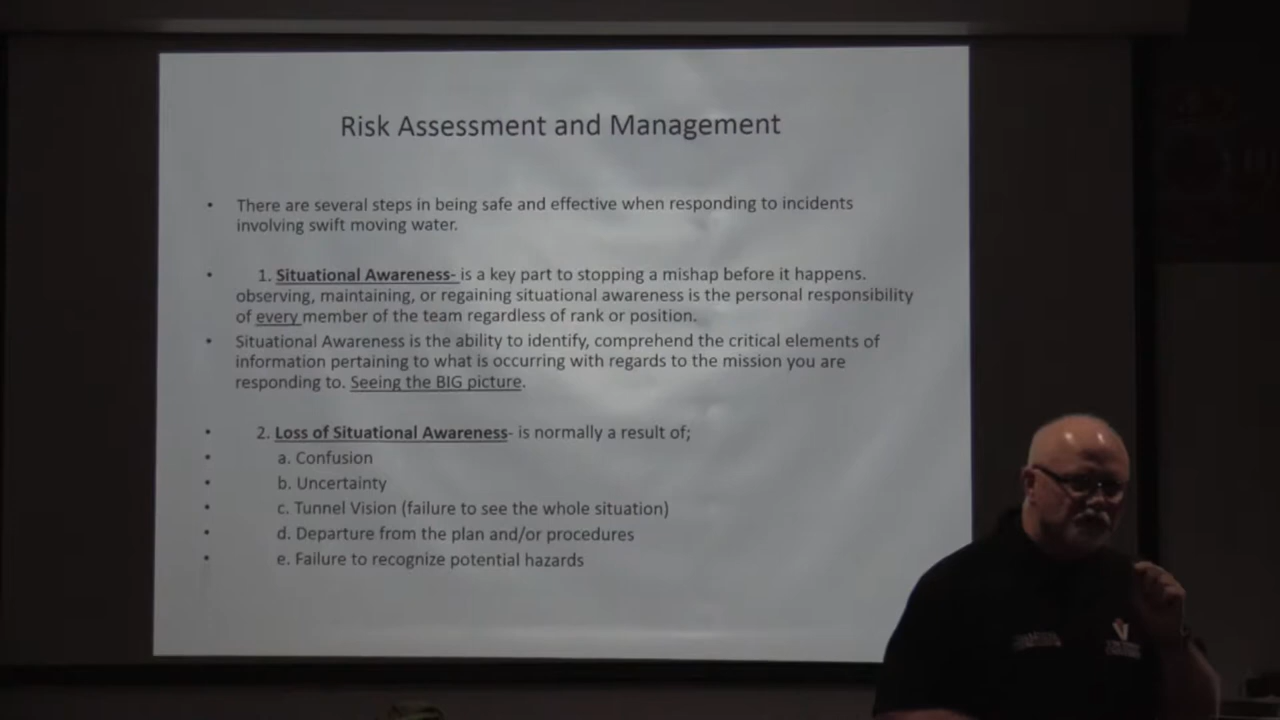 Risk Assessment and Management
• There are several steps in being safe and effective when responding to incidents
involving swift moving water.
• 1. Situational Awareness- is a key part to stopping a mishap before it happens.
observing, maintaining, or regaining situational awareness is the personal responsibility
of every member of the team regardless of rank or position.
• Situational Awareness is the ability to identify, comprehend the critical elements of
information pertaining to what is occurring with regards to the mission you are
responding to. Seeing the BIG picture.
• 2. Loss of Situational Awareness- is normally a result of;
• a. Confusion
• b. Uncertainty
• c. Tunnel Vision (failure to see the whole situation)
• d. Departure from the plan and/or procedures
• e. Failure to recognize potential hazards